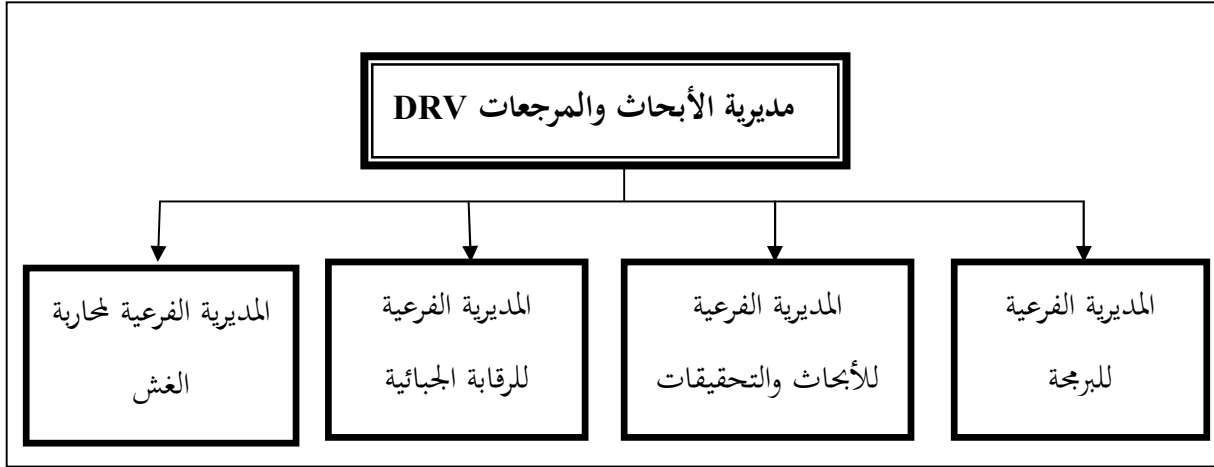 مديرية الأبحاث والمرجعات DRV
المديرية الفرعية
للبرمجة
المديرية الفرعية
للأبحاث والتحقيقات
المديرية الفرعية
للرقابة الجبائية
المديرية الفرعية لمحاربة
الغش